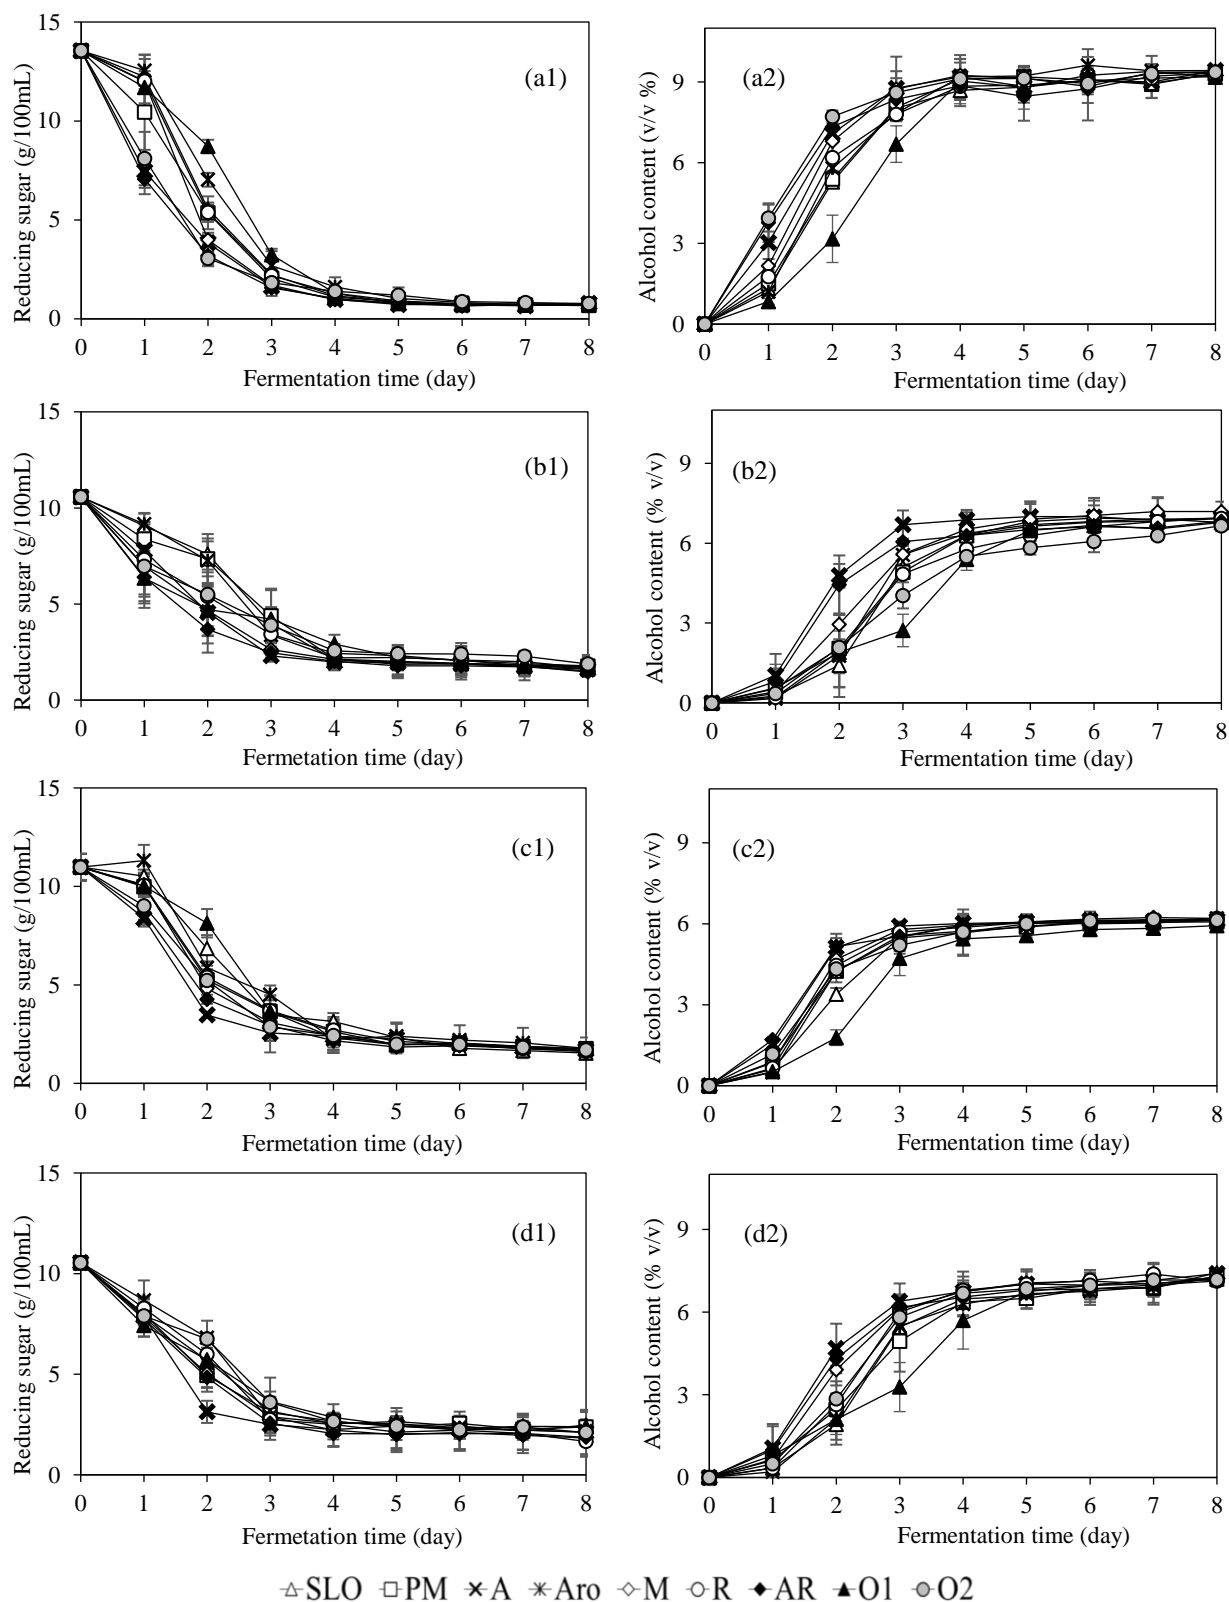 15
10
5
0
0 1 2 3 4 5 6 7 8
Reducing sugar (g/100mL)
Fermentation time (day)
(a1)
9
6
3
0
0 1 2 3 4 5 6 7 8
Alcohol content (v/v %)
Fermentation time (day)
(a2)
15
10
5
0
0 1 2 3 4 5 6 7 8
Reducing sugar (g/100mL)
Fermetation time (day)
(b1)
9
6
3
0
0 1 2 3 4 5 6 7 8
Alcohol content (% v/v)
Fermentation time (day)
(b2)
15
10
5
0
0 1 2 3 4 5 6 7 8
Reducing sugar (g/100mL)
Fermetation time (day)
(c1)
9
6
3
0
0 1 2 3 4 5 6 7 8
Alcohol content (% v/v)
Fermentation time (day)
(c2)
15
10
5
0
0 1 2 3 4 5 6 7 8
Reducing sugar (g/100mL)
Fermetation time (day)
(d1)
9
6
3
0
0 1 2 3 4 5 6 7 8
Alcohol content (% v/v)
Fermentation time (day)
(d2)
SLO PM A Aro M R AR O1 O2